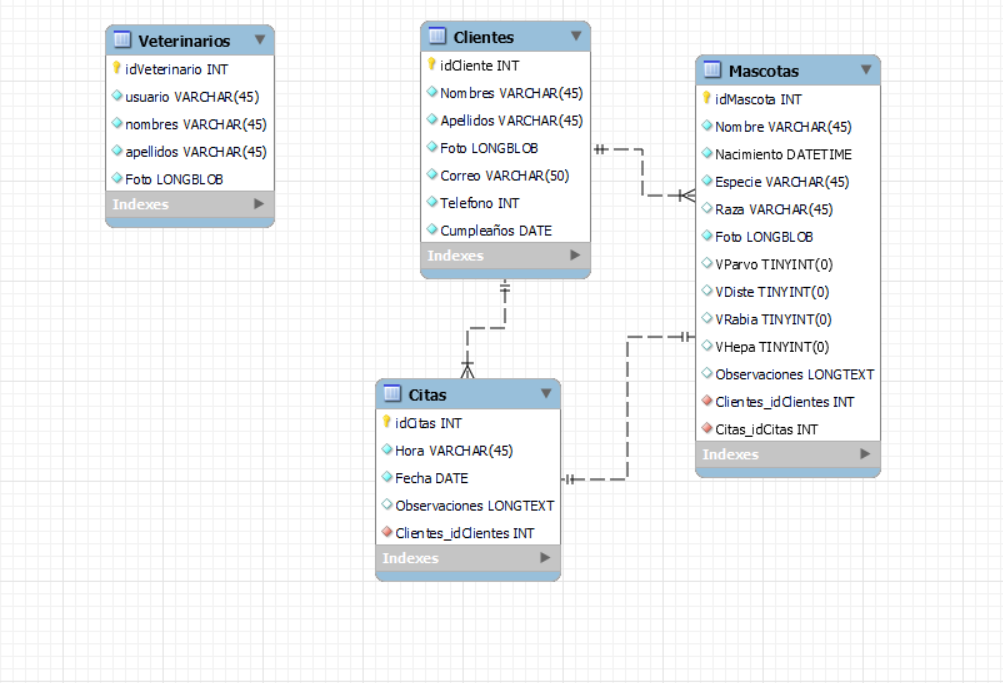 Veterinarios
idVeterinario INT
usuario VARCHAR(45)
nombres VARCHAR(45)
apellidos VARCHAR(45)
Foto LONGBLOB
Indexes
Clientes
idCliente INT
Nombres VARCHAR(45)
Apellidos VARCHAR(45)
Foto LONGBLOB
Correo VARCHAR(50)
Telefono INT
Cumpleaños DATE
Indexes
Mascotas
idMascota INT
Nombre VARCHAR(45)
Nacimiento DATETIME
Especie VARCHAR(45)
Raza VARCHAR(45)
Foto LONGBLOB
VParvo TINYINT(0)
VDiste TINYINT(0)
VRabia TINYINT(0)
VHepa TINYINT(0)
Observaciones LONGTEXT
Clientes_idClientes INT
Citas_idCitas INT
Indexes
Citas
idCitas INT
Hora VARCHAR(45)
Fecha DATE
Observaciones LONGTEXT
Clientes_idClientes INT
Indexes